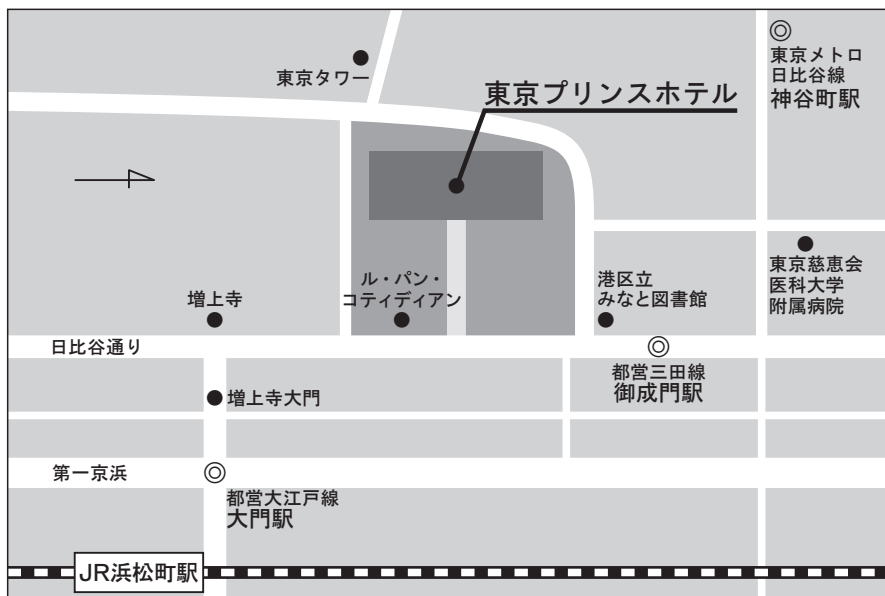 東京メトロ
日比谷線
神谷町駅
東京タワー
東京プリンスホテル
ル・パン・
コティディアン
港区立
みなと図書館
東京慈恵会
医科大学
附属病院
増上寺
日比谷通り
都営三田線
御成門駅
増上寺大門
第一京浜
都営大江戸線
大門駅
JR浜松町駅